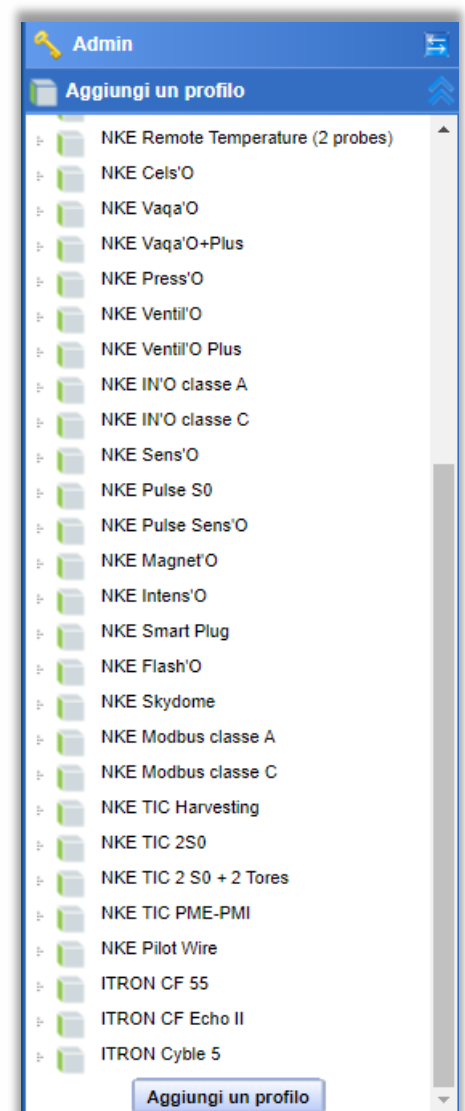 Admin
Aggiungi un profilo
NKE Remote Temperature (2 probes)
NKE Cels'O
NKE Vaqa'O
NKE Vaqa'O+Plus
NKE Press'O
NKE Ventil'O
NKE Ventil'O Plus
NKE IN'O classe A
NKE IN'O classe C
NKE Sens'O
NKE Pulse S0
NKE Pulse Sens'O
NKE Magnet'O
NKE Intens'O
NKE Smart Plug
NKE Flash'O
NKE Skydome
NKE Modbus classe A
NKE Modbus classe C
NKE TIC Harvesting
NKE TIC 2S0
NKE TIC 2 S0 + 2 Tores
NKE TIC PME-PMI
NKE Pilot Wire
ITRON CF 55
ITRON CF Echo II
ITRON Cyble 5
Aggiungi un profilo